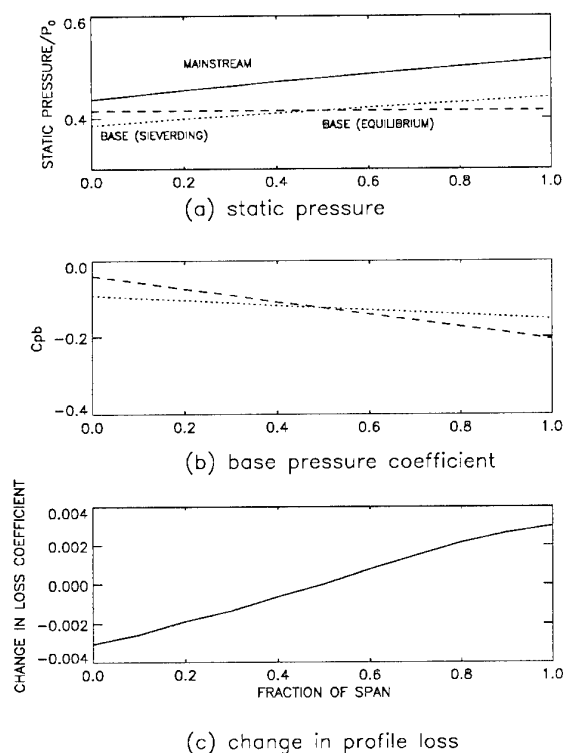 STATIC PRESSURE/P₀
0.6
0.4
MAINSTREAM
BASE (SIEVERDING)
BASE (EQUILIBRIUM)
0.0 0.2 0.4 0.6 0.8 1.0
(a) static pressure
Cpb
0.0
-0.2
-0.4
0.0 0.2 0.4 0.6 0.8 1.0
(b) base pressure coefficient
CHANGE IN LOSS COEFFICIENT
0.004
0.002
0.000
-0.002
-0.004
0.0 0.2 0.4 0.6 0.8 1.0
FRACTION OF SPAN
(c) change in profile loss